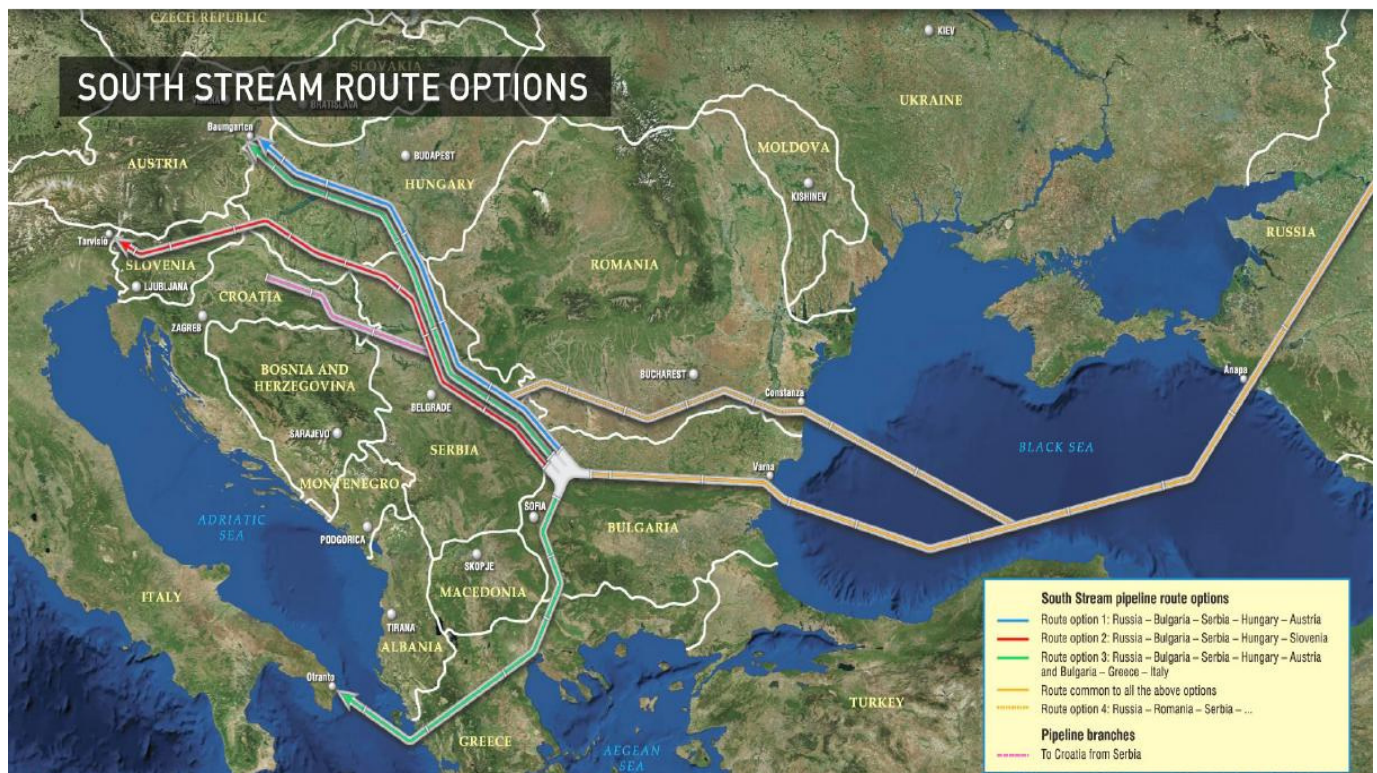 CZECH REPUBLIC
SLOVAKIA
SOUTH STREAM ROUTE OPTIONS
BRATISLAVA
KIEV
UKRAINE
Baumgarten
AUSTRIA
BUDAPEST
HUNGARY
MOLDOVA
KISHINEV
RUSSIA
Tarvisio
SLOVENIA
LJUBLJANA
CROATIA
ZAGREB
ROMANIA
BOSNIA AND
HERZEGOVINA
BELGRADE
BUCHAREST
Constanza
Anapa
SARAJEVO
SERBIA
BLACK SEA
MONTENEGRO
Varna
ADRIATIC
SEA
PODGORICA
SOFIA
BULGARIA
SKOPJE
MACEDONIA
ITALY
TIRANA
ALBANIA
Otranto
GREECE
AEGEAN
SEA
TURKEY
South Stream pipeline route options
Route option 1: Russia – Bulgaria – Serbia – Hungary – Austria
Route option 2: Russia – Bulgaria – Serbia – Hungary – Slovenia
Route option 3: Russia – Bulgaria – Serbia – Hungary – Austria
and Bulgaria – Greece – Italy
Route common to all the above options
Route option 4: Russia – Romania – Serbia – ...
Pipeline branches
To Croatia from Serbia